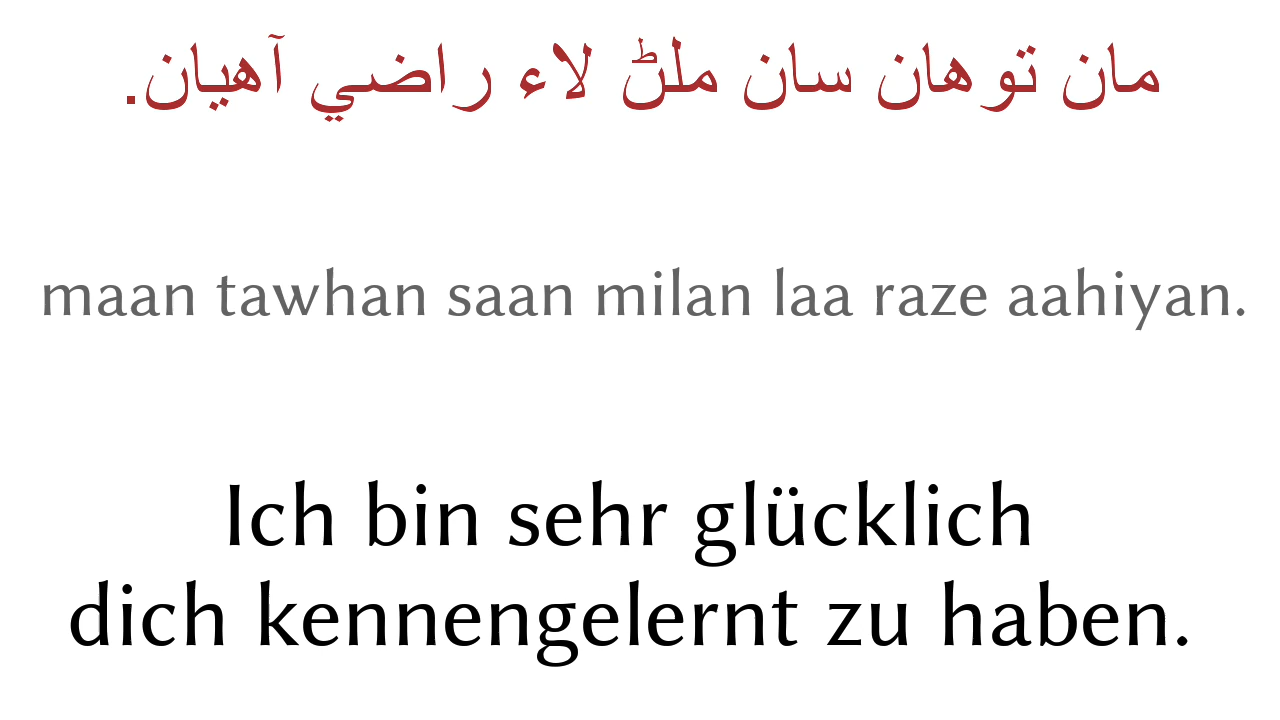 مان توهان سان ملڻ لاء راضي آهيان.
maan tawhan saan milan laa raze aahiyan.
Ich bin sehr glücklich
dich kennengelernt zu haben.